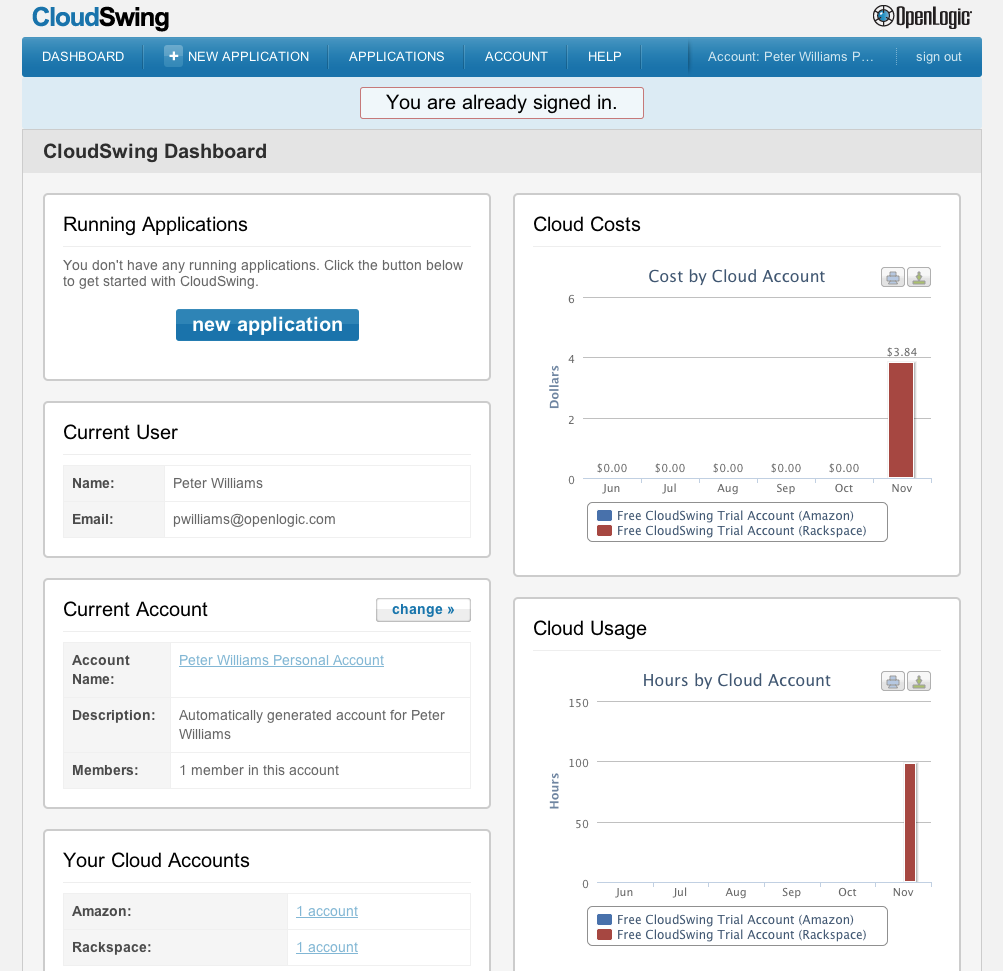 CloudSwing
OpenLogic
DASHBOARD
+ NEW APPLICATION
APPLICATIONS
ACCOUNT
HELP
Account: Peter Williams P...
sign out
You are already signed in.
CloudSwing Dashboard
Running Applications
You don't have any running applications. Click the button below
to get started with CloudSwing.
new application
Current User
Name: Peter Williams
Email: pwilliams@openlogic.com
Current Account
change »
Account
Name:
Peter Williams Personal Account
Description: Automatically generated account for Peter
Williams
Members: 1 member in this account
Your Cloud Accounts
Amazon: 1 account
Rackspace: 1 account
Cloud Costs
Cost by Cloud Account
Dollars
6
4
2
0
$0.00 $0.00 $0.00 $0.00 $0.00 $3.84
Jun Jul Aug Sep Oct Nov
Free CloudSwing Trial Account (Amazon)
Free CloudSwing Trial Account (Rackspace)
Cloud Usage
Hours by Cloud Account
Hours
150
100
50
0
Jun Jul Aug Sep Oct Nov
Free CloudSwing Trial Account (Amazon)
Free CloudSwing Trial Account (Rackspace)